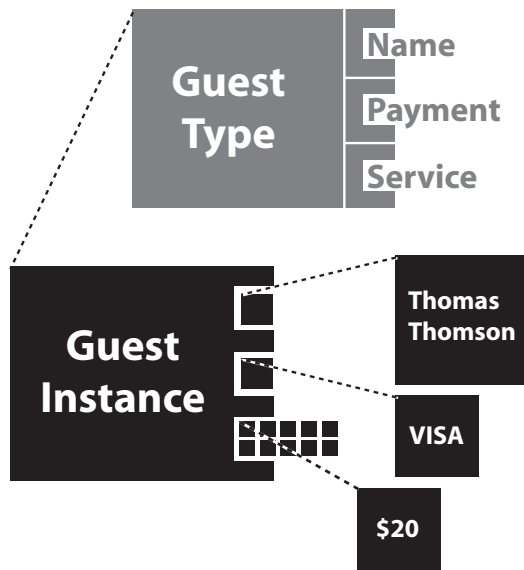 Guest
Type
Name
Payment
Service
Guest
Instance
Thomas
Thomson
VISA
$20